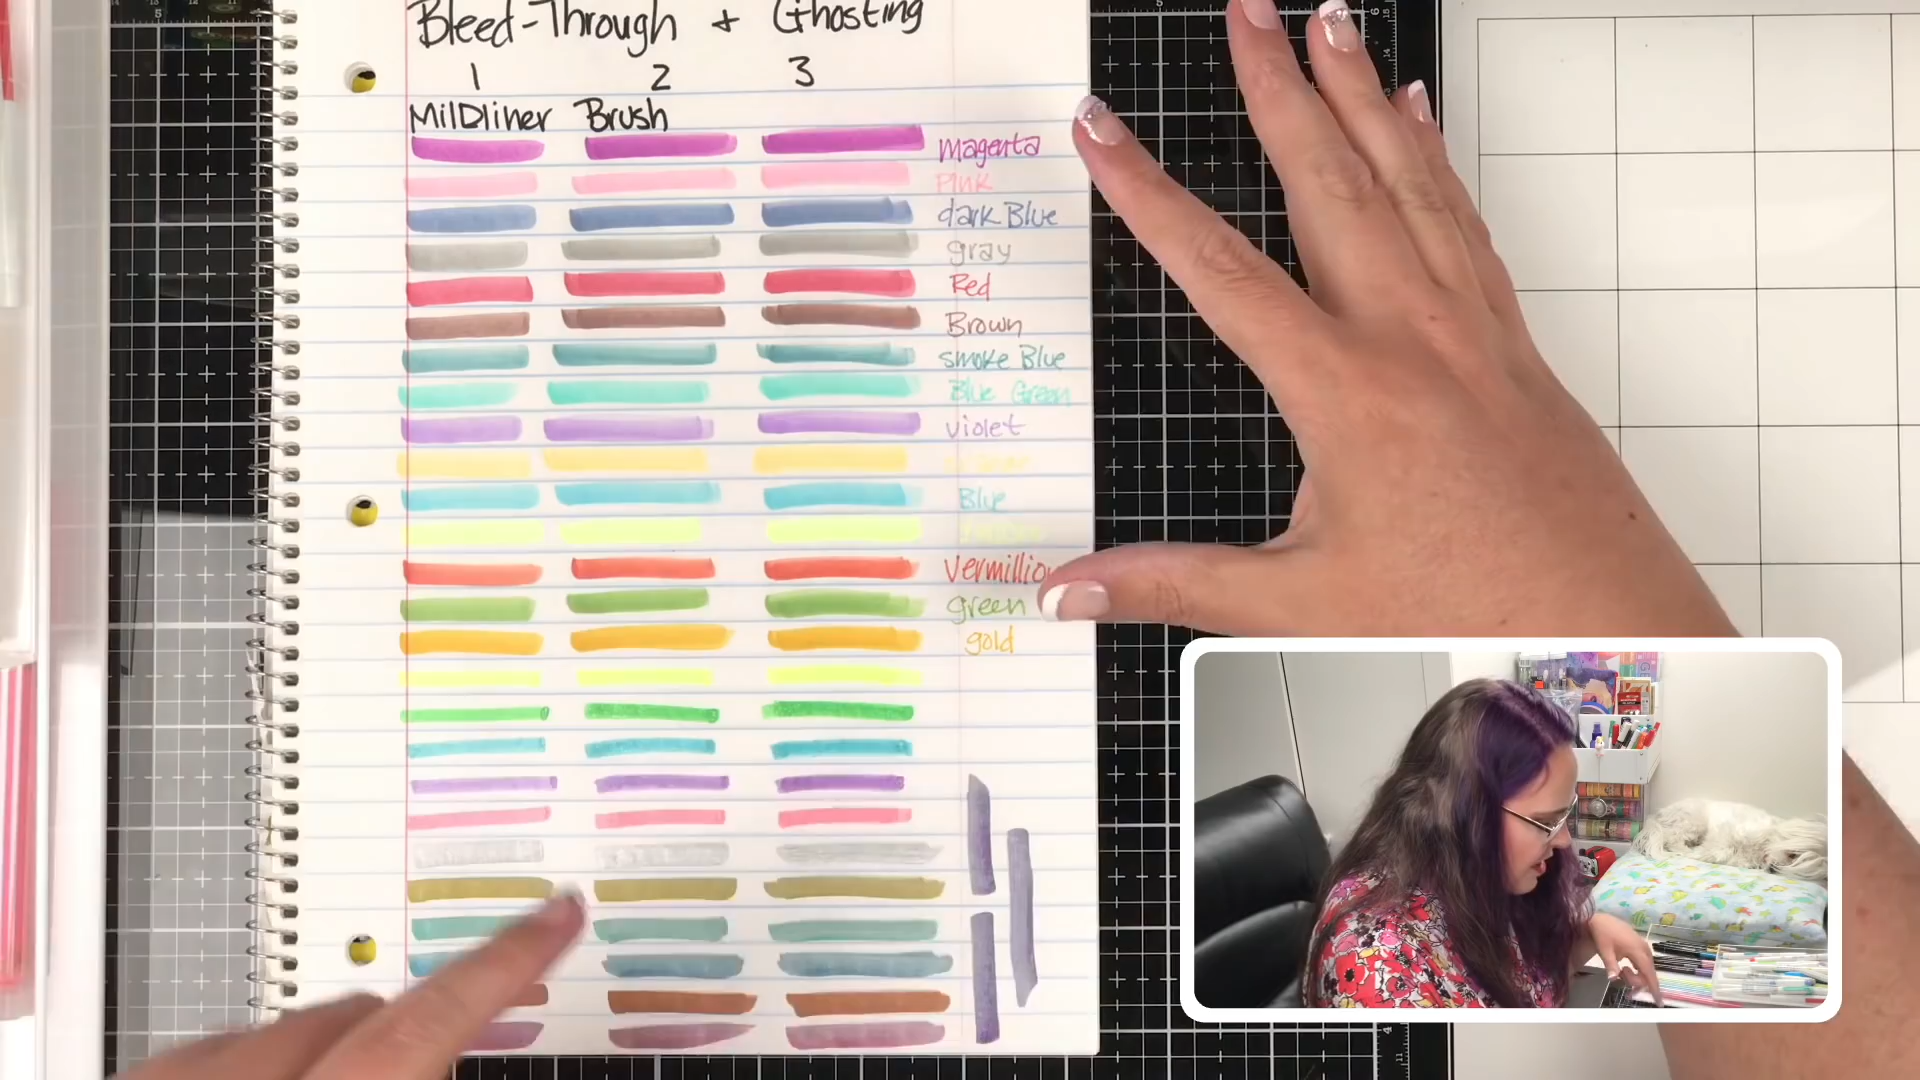 Bleed-Through + Ghosting
1 2 3
MilDliner Brush
magenta
Pink
dark Blue
gray
Red
Brown
smoke Blue
Blue Green
violet
Blue
vermillion
green
gold